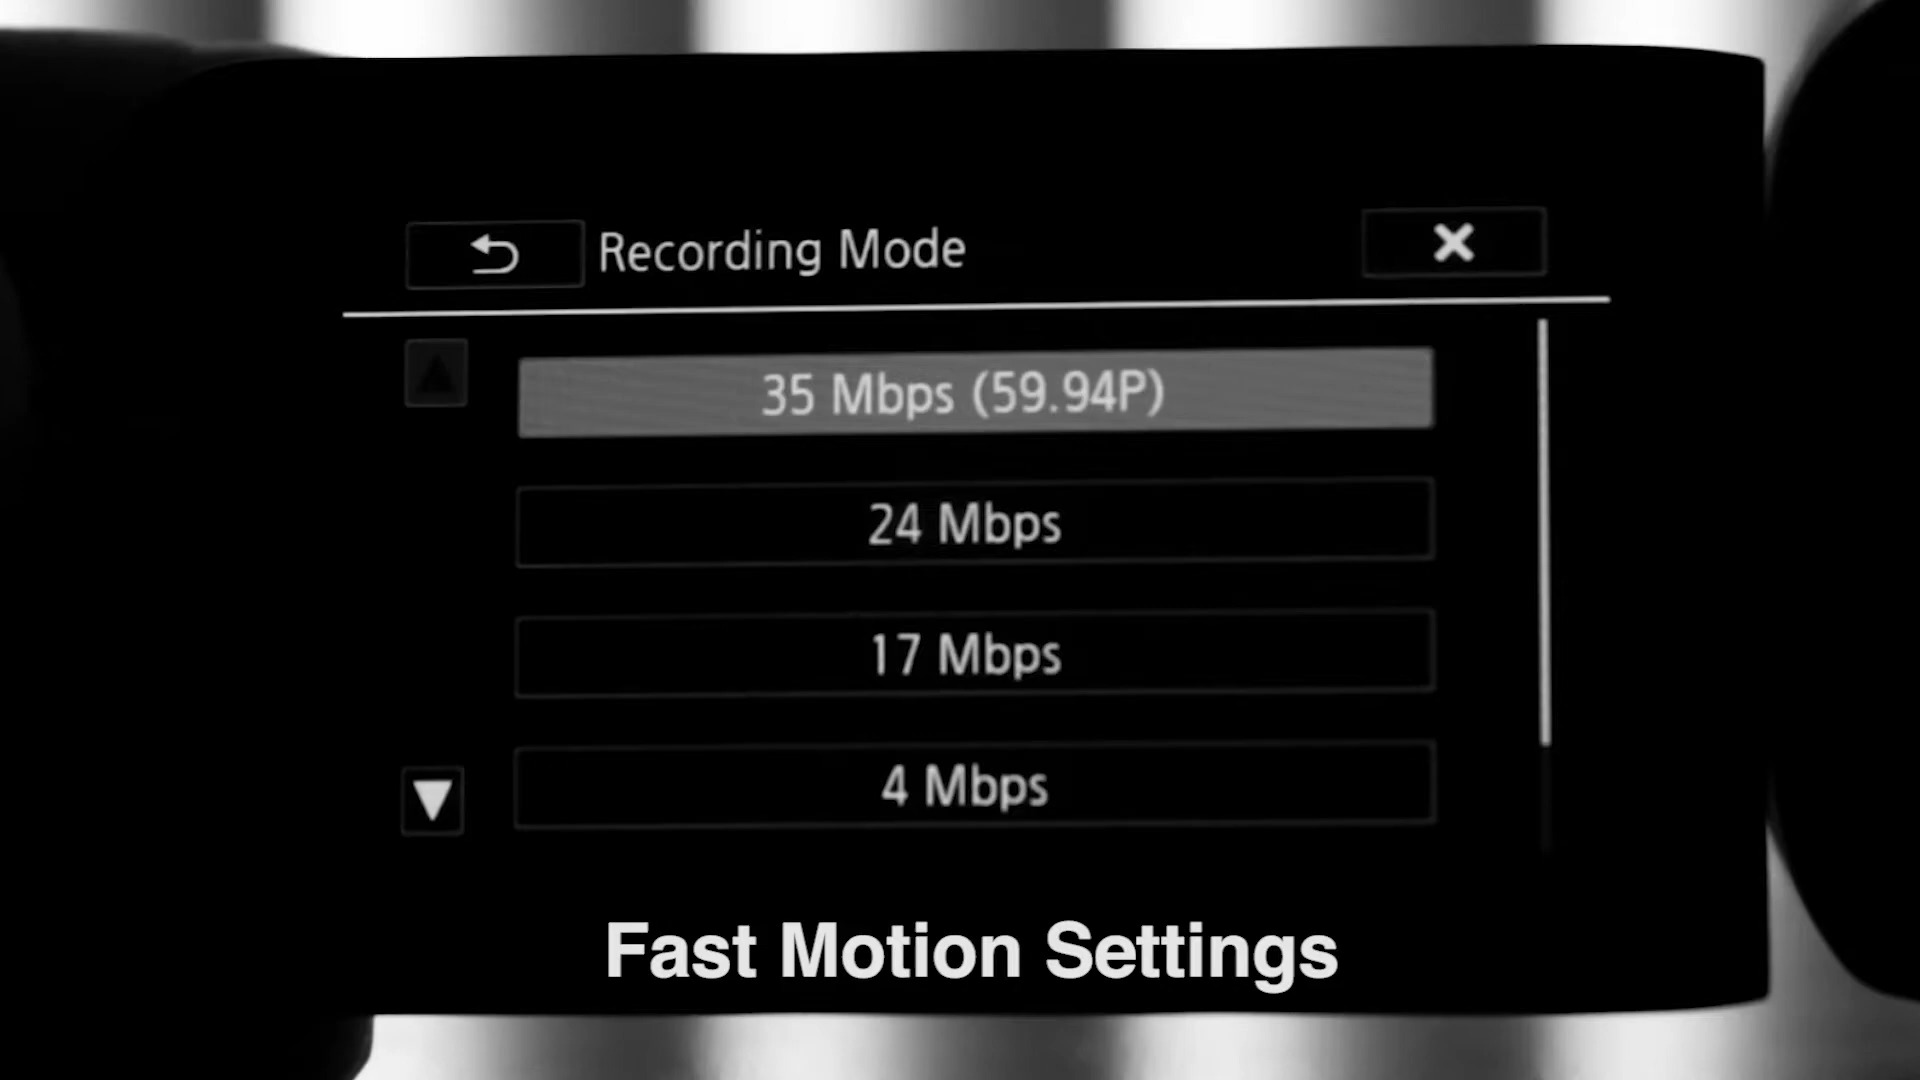 Recording Mode
35 Mbps (59.94P)
24 Mbps
17 Mbps
4 Mbps
Fast Motion Settings